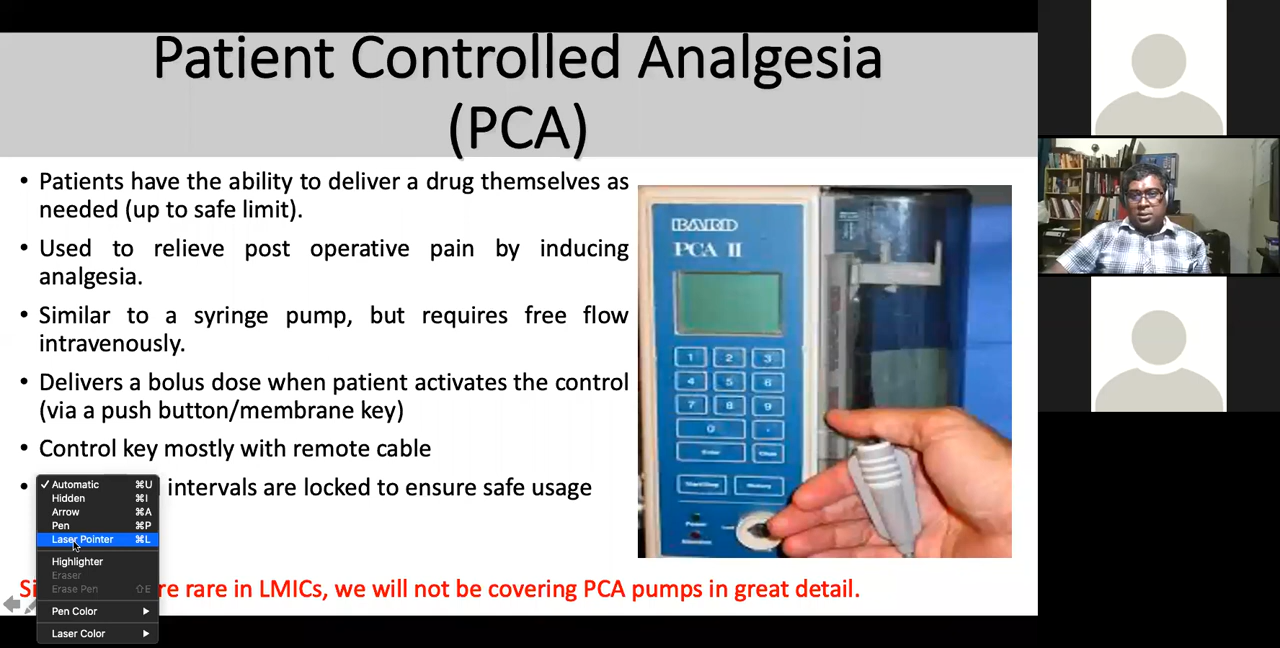 Patient Controlled Analgesia
(PCA)
• Patients have the ability to deliver a drug themselves as
needed (up to safe limit).
• Used to relieve post operative pain by inducing
analgesia.
• Similar to a syringe pump, but requires free flow
intravenously.
• Delivers a bolus dose when patient activates the control
(via a push button/membrane key)
• Control key mostly with remote cable
• intervals are locked to ensure safe usage
re rare in LMICs, we will not be covering PCA pumps in great detail.
BARD
PCA II
1 2 3
4 5 6
7 8 9
0
Enter Clear
Start/Stop
Power
✓ Automatic ⌘U
Hidden ⌘I
Arrow ⌘A
Pen ⌘P
Laser Pointer ⌘L
Highlighter
Eraser
Erase Pen ⇧E
Pen Color
Laser Color